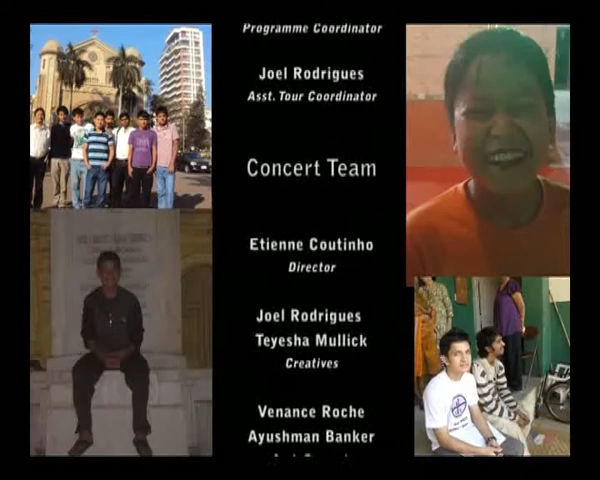 Programme Coordinator
Joel Rodrigues
Asst. Tour Coordinator
Concert Team
Etienne Coutinho
Director
Joel Rodrigues
Teyesha Mullick
Creatives
Venance Roche
Ayushman Banker